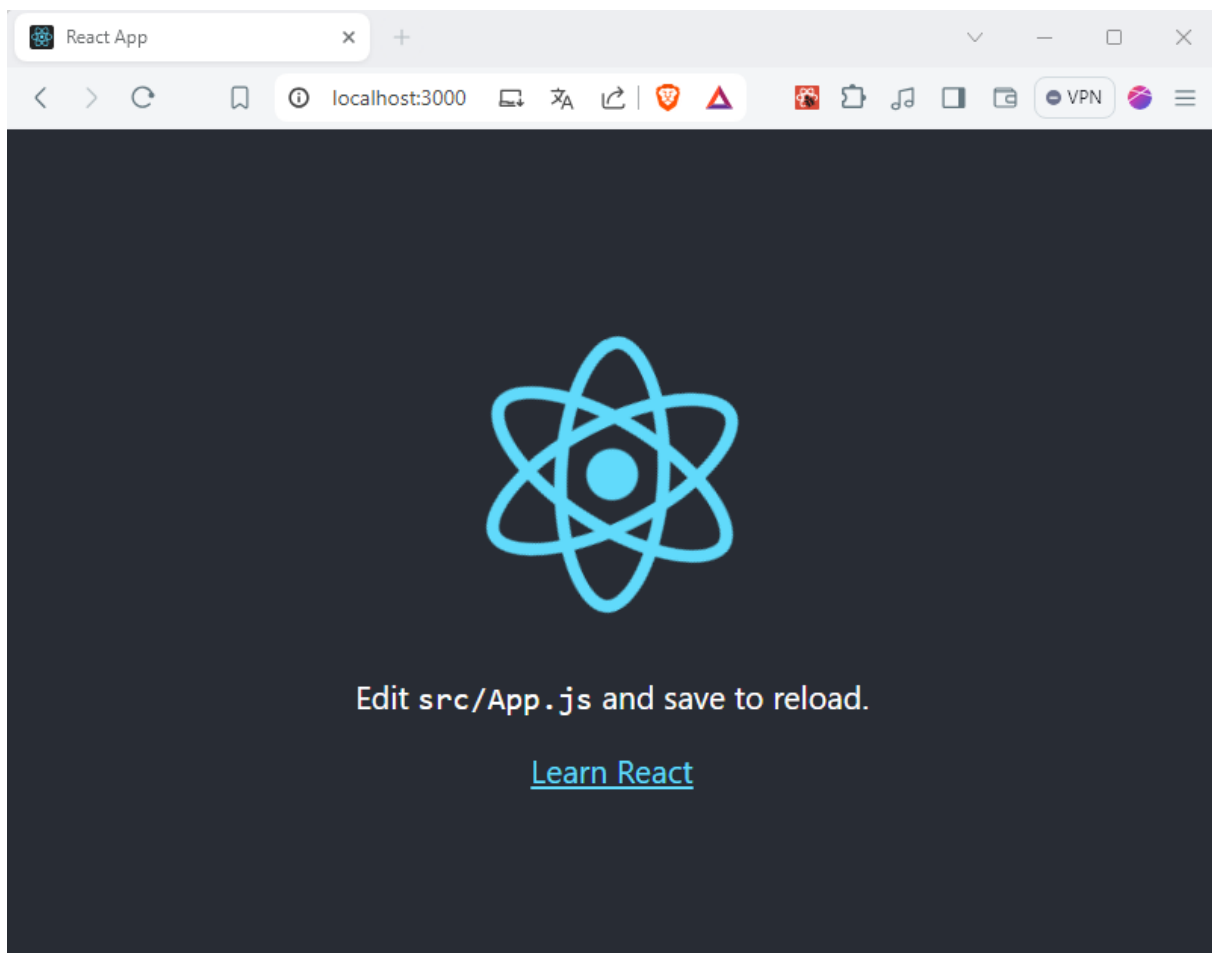 React App
localhost:3000
VPN
Edit src/App.js and save to reload.
Learn React